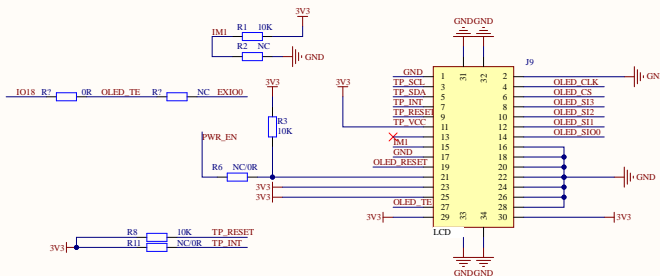 3V3
GND GND
R1 10K
IM1
R2 NC
GND
J9
GND 1 2 GN
3V3 3V3 TP_SCL 3 4 OLED_CLK
IO18 R? 0R OLED_TE R? NC EXIO0 TP_SDA 5 6 OLED_CS
TP_INT 7 8 OLED_SI3
TP_RESET 9 10 OLED_SI2
R3 TP_VCC 11 12 OLED_SI1
10K 13 14 OLED_SIO0
PWR_EN IM1 15 16
GND 17 18
R6 NC/0R OLED_RESET 19 20
21 22 GND
3V3 23 24
3V3 25 26
OLED_TE 27 28
3V3 29 30 3V3
31 32
33 34
LCD
R8 10K TP_RESET
3V3
R11 NC/0R TP_INT
GND GND